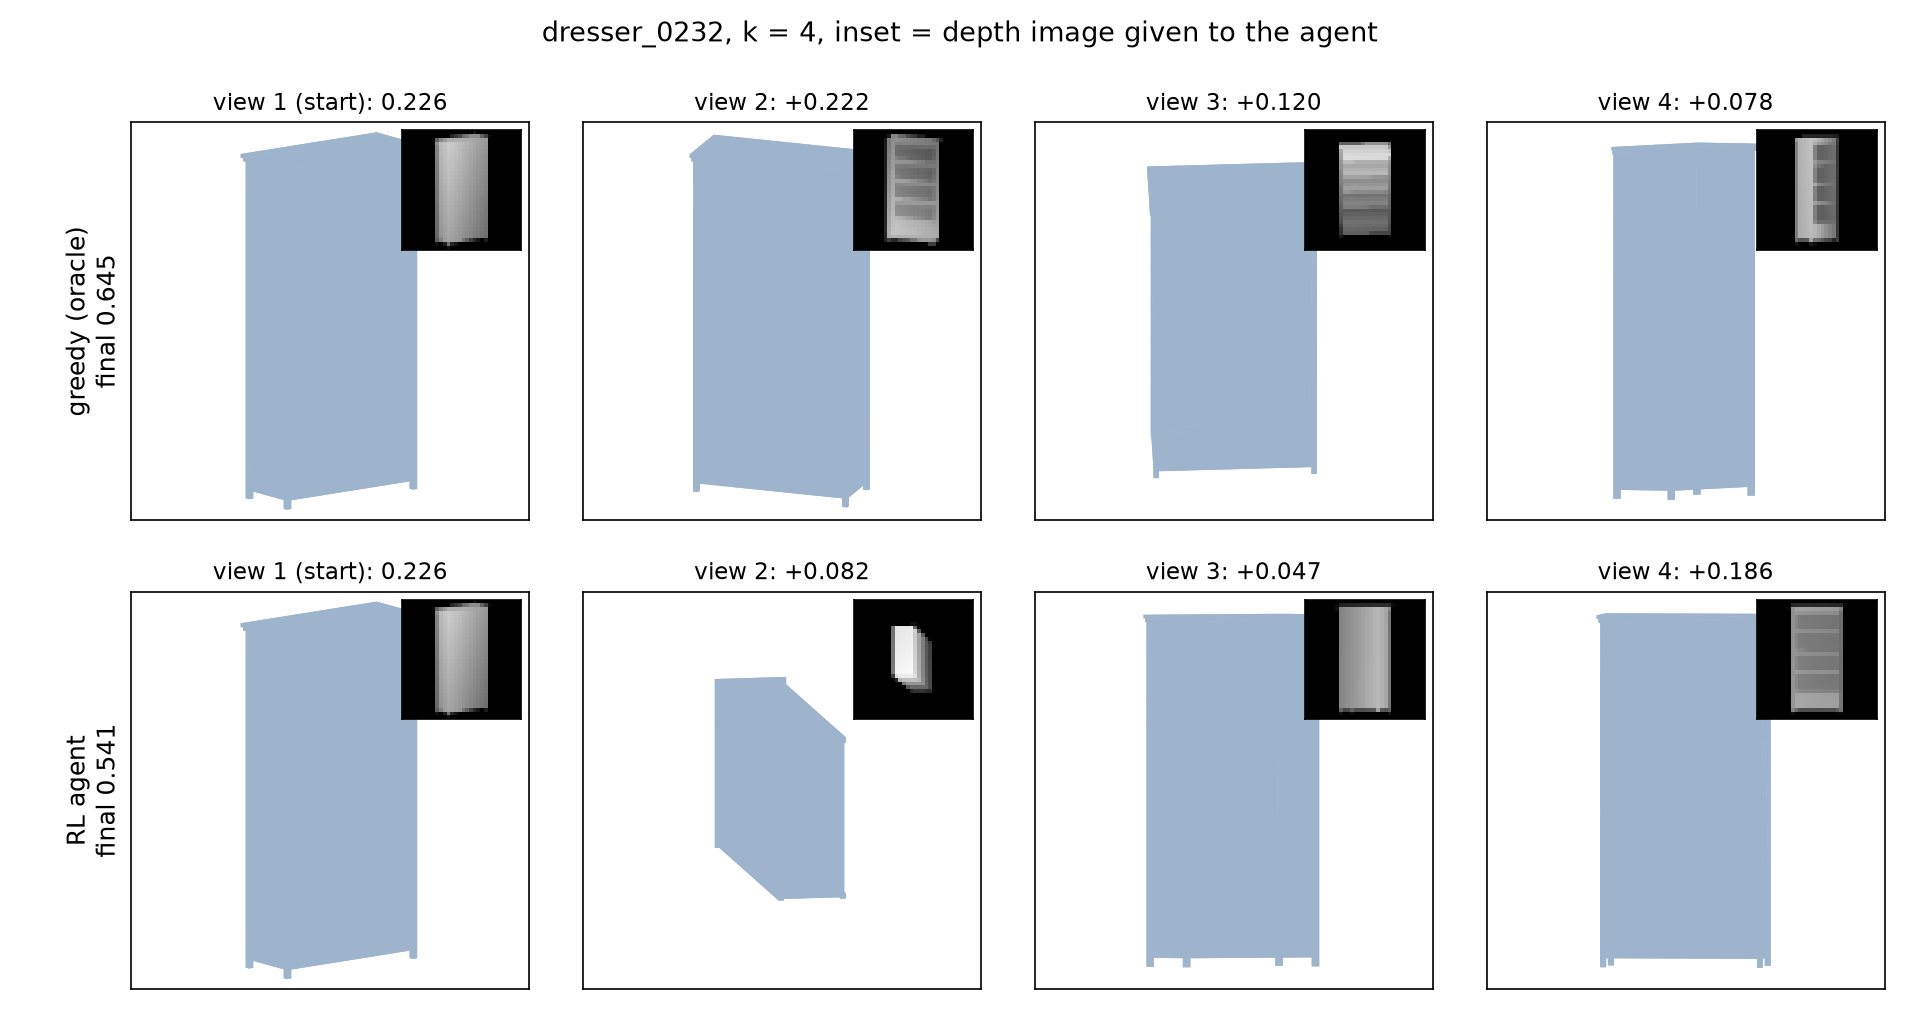 dresser_0232, k = 4, inset = depth image given to the agent
view 1 (start): 0.226
view 2: +0.222
view 3: +0.120
view 4: +0.078
greedy (oracle)
final 0.645
view 1 (start): 0.226
view 2: +0.082
view 3: +0.047
view 4: +0.186
RL agent
final 0.541